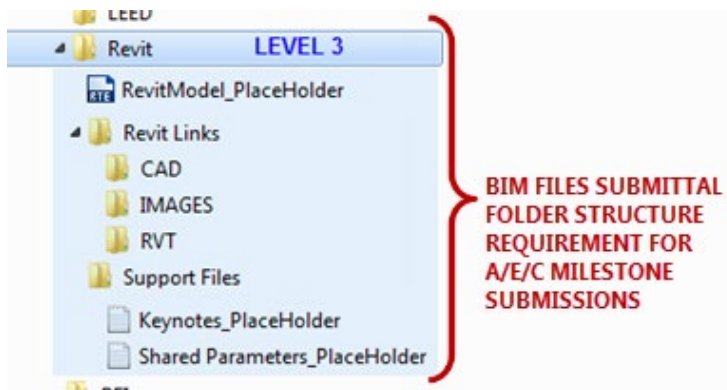 LEED
Revit LEVEL 3
RTE RevitModel_PlaceHolder
Revit Links
CAD
IMAGES
RVT
Support Files
Keynotes_PlaceHolder
Shared Parameters_PlaceHolder
BIM FILES SUBMITTAL
FOLDER STRUCTURE
REQUIREMENT FOR
A/E/C MILESTONE
SUBMISSIONS